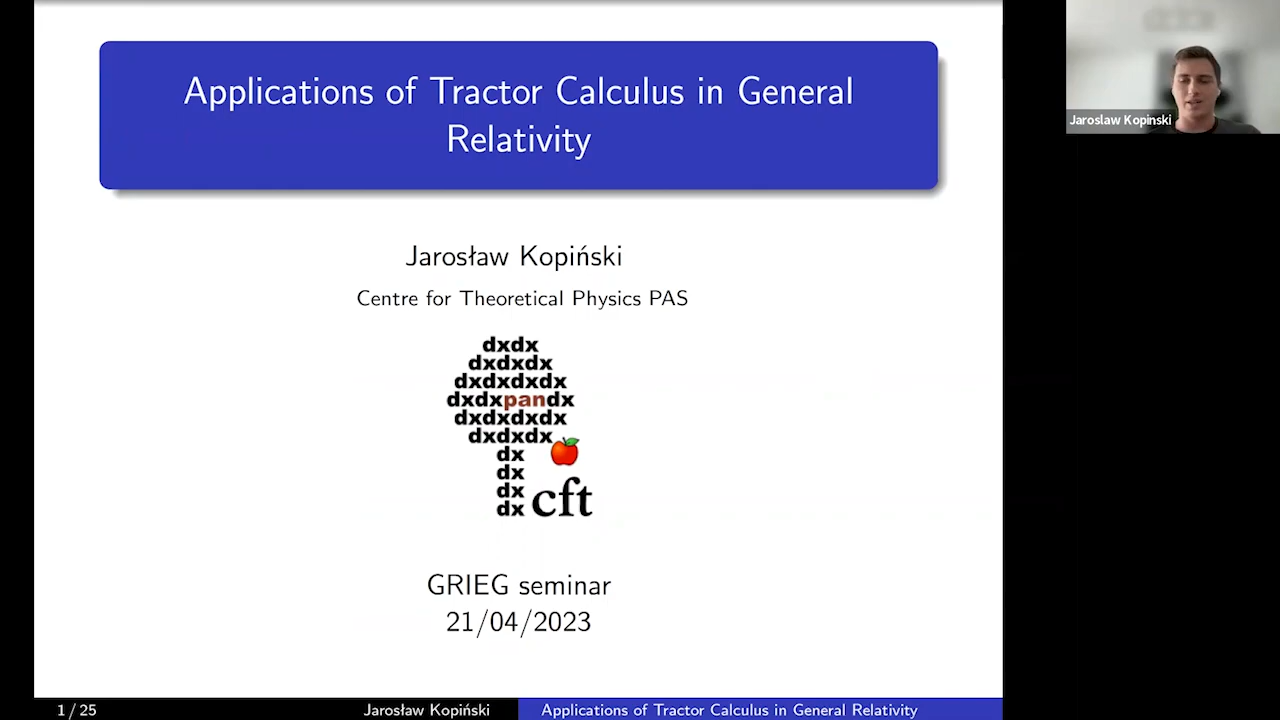 Applications of Tractor Calculus in General
Relativity
Jarosław Kopiński
Centre for Theoretical Physics PAS
dxdx
dxdxdx
dxdxdxdx
dxdxpandx
dxdxdxdx
dxdxdx
dx
dx
dx
dx cft
GRIEG seminar
21/04/2023
1 / 25
Jarosław Kopiński
Applications of Tractor Calculus in General Relativity
Jaroslaw Kopinski